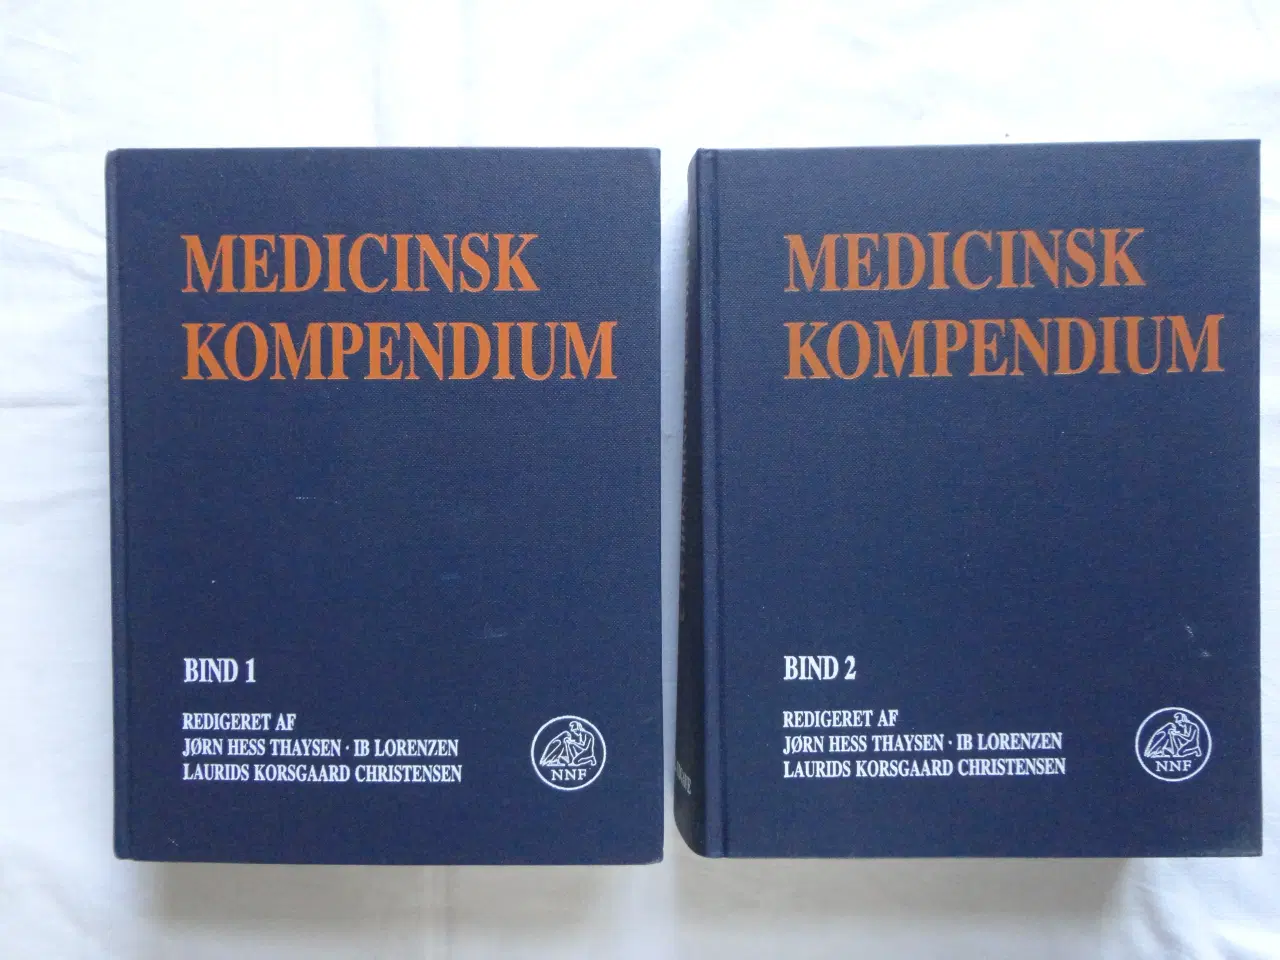 MEDICINSK
KOMPENDIUM
BIND 1
REDIGERET AF
JØRN HESS THAYSEN · IB LORENZEN
LAURIDS KORSGAARD CHRISTENSEN
NNF
MEDICINSK
KOMPENDIUM
BIND 2
REDIGERET AF
JØRN HESS THAYSEN · IB LORENZEN
LAURIDS KORSGAARD CHRISTENSEN
NNF